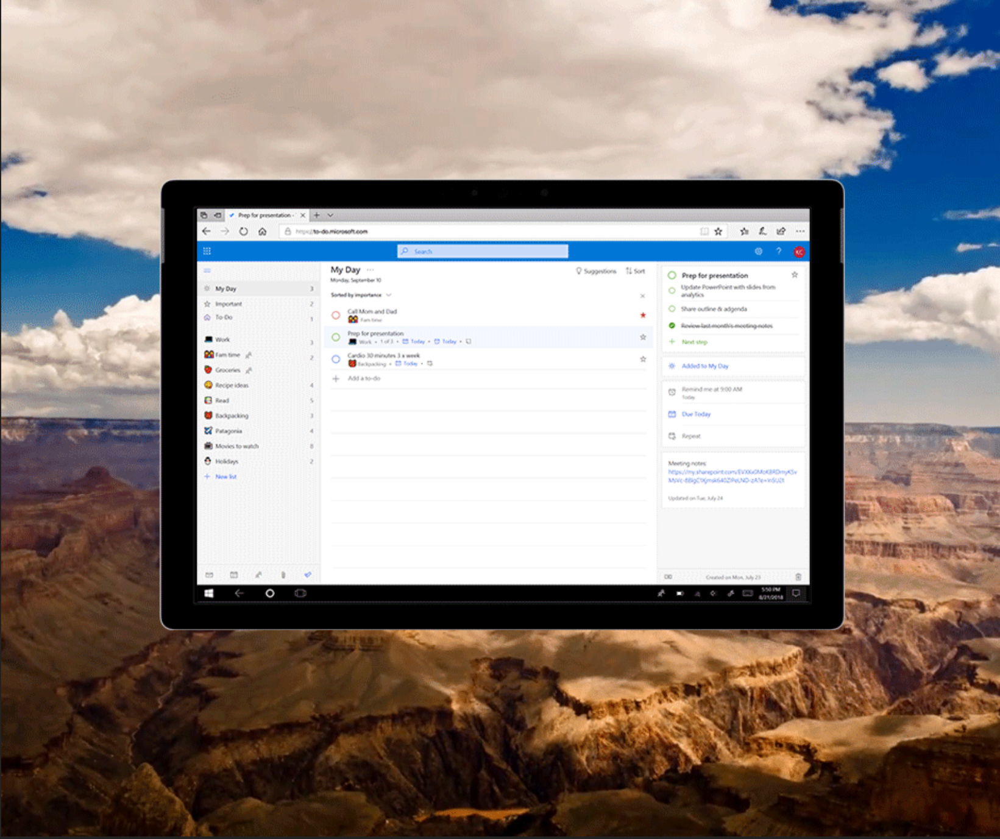 Prep for presentation -
https://to-do.microsoft.com
Search
?
KC
My Day 3
Important 2
To-Do 1
Work 3
Fam time 2
Groceries
Recipe ideas 4
Read 5
Backpacking 3
Patagonia 4
Movies to watch 8
Holidays 2
+ New list
My Day ...
Monday, September 10
Suggestions Sort
Sorted by importance
Call Mom and Dad
Fam time
Prep for presentation
Work • 1 of 3 • Today • Today •
Cardio 30 minutes 3 x week
Backpacking • Today •
+ Add a to-do
Prep for presentation
Update PowerPoint with slides from
analytics
Share outline & adgenda
Review last month's meeting notes
+ Next step
Added to My Day
Remind me at 9:00 AM
Today
Due Today
Repeat
Meeting notes:
Updated on Tue, July 24
Created on Mon, July 23
5:50 PM
8/21/2018